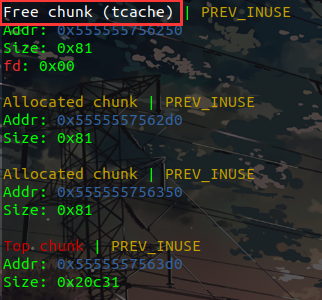 Free chunk (tcache) | PREV_INUSE
Addr: 0x555555756250
Size: 0x81
fd: 0x00
Allocated chunk | PREV_INUSE
Addr: 0x5555557562d0
Size: 0x81
Allocated chunk | PREV_INUSE
Addr: 0x555555756350
Size: 0x81
Top chunk | PREV_INUSE
Addr: 0x5555557563d0
Size: 0x20c31